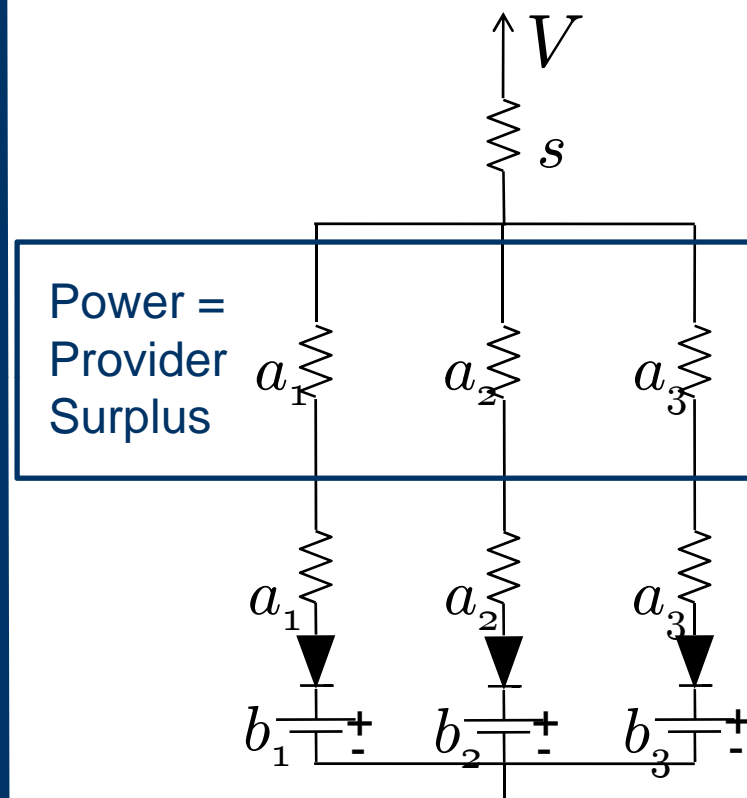 V
s
Power =
Provider
Surplus
a₁ a₂ a₃
a₁ a₂ a₃
b₁ + - b₂ + - b₃ + -